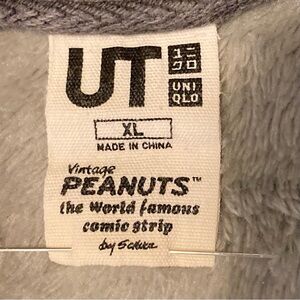 UT
ユニ
クロ
UNI
QLO
XL
MADE IN CHINA
Vintage
PEANUTS™
the World famous
comic strip
by Schulz